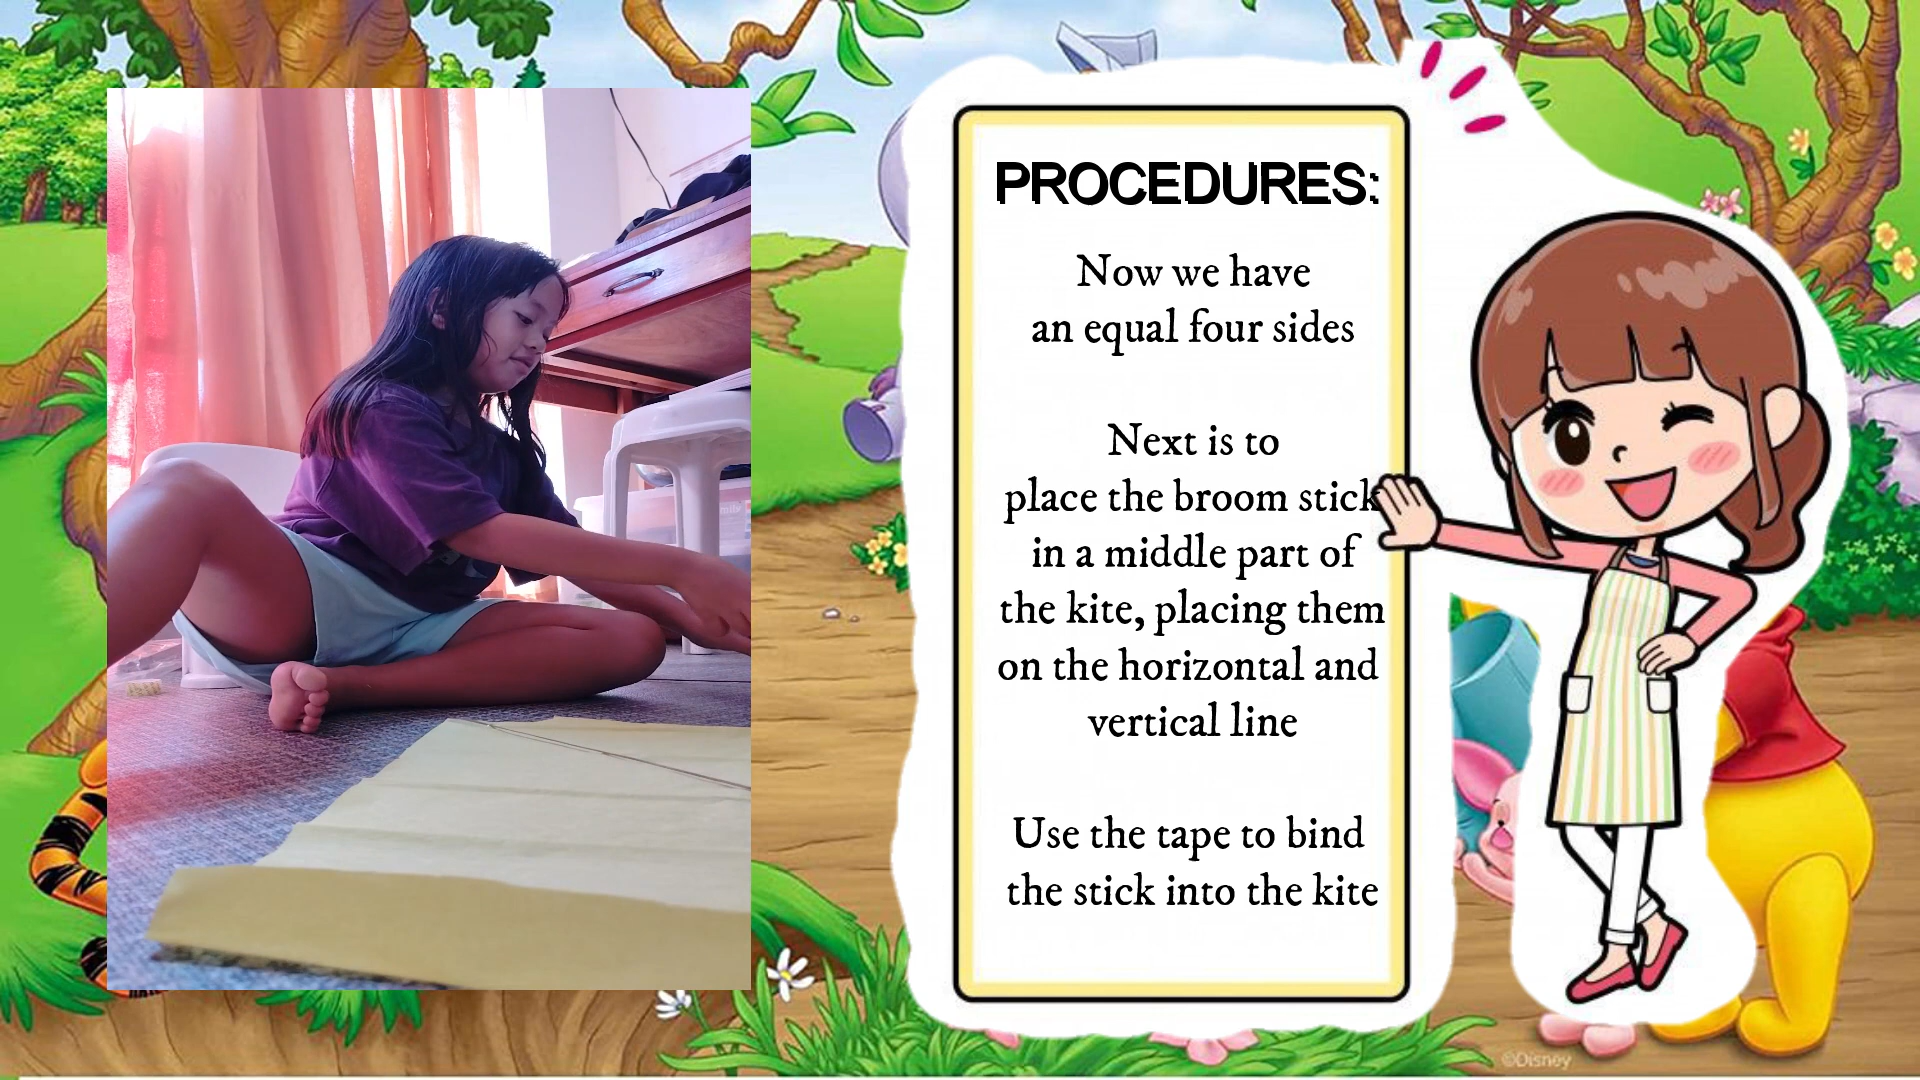 PROCEDURES:
Now we have
an equal four sides
Next is to
place the broom stick
in a middle part of
the kite, placing them
on the horizontal and
vertical line
Use the tape to bind
the stick into the kite
©Disney